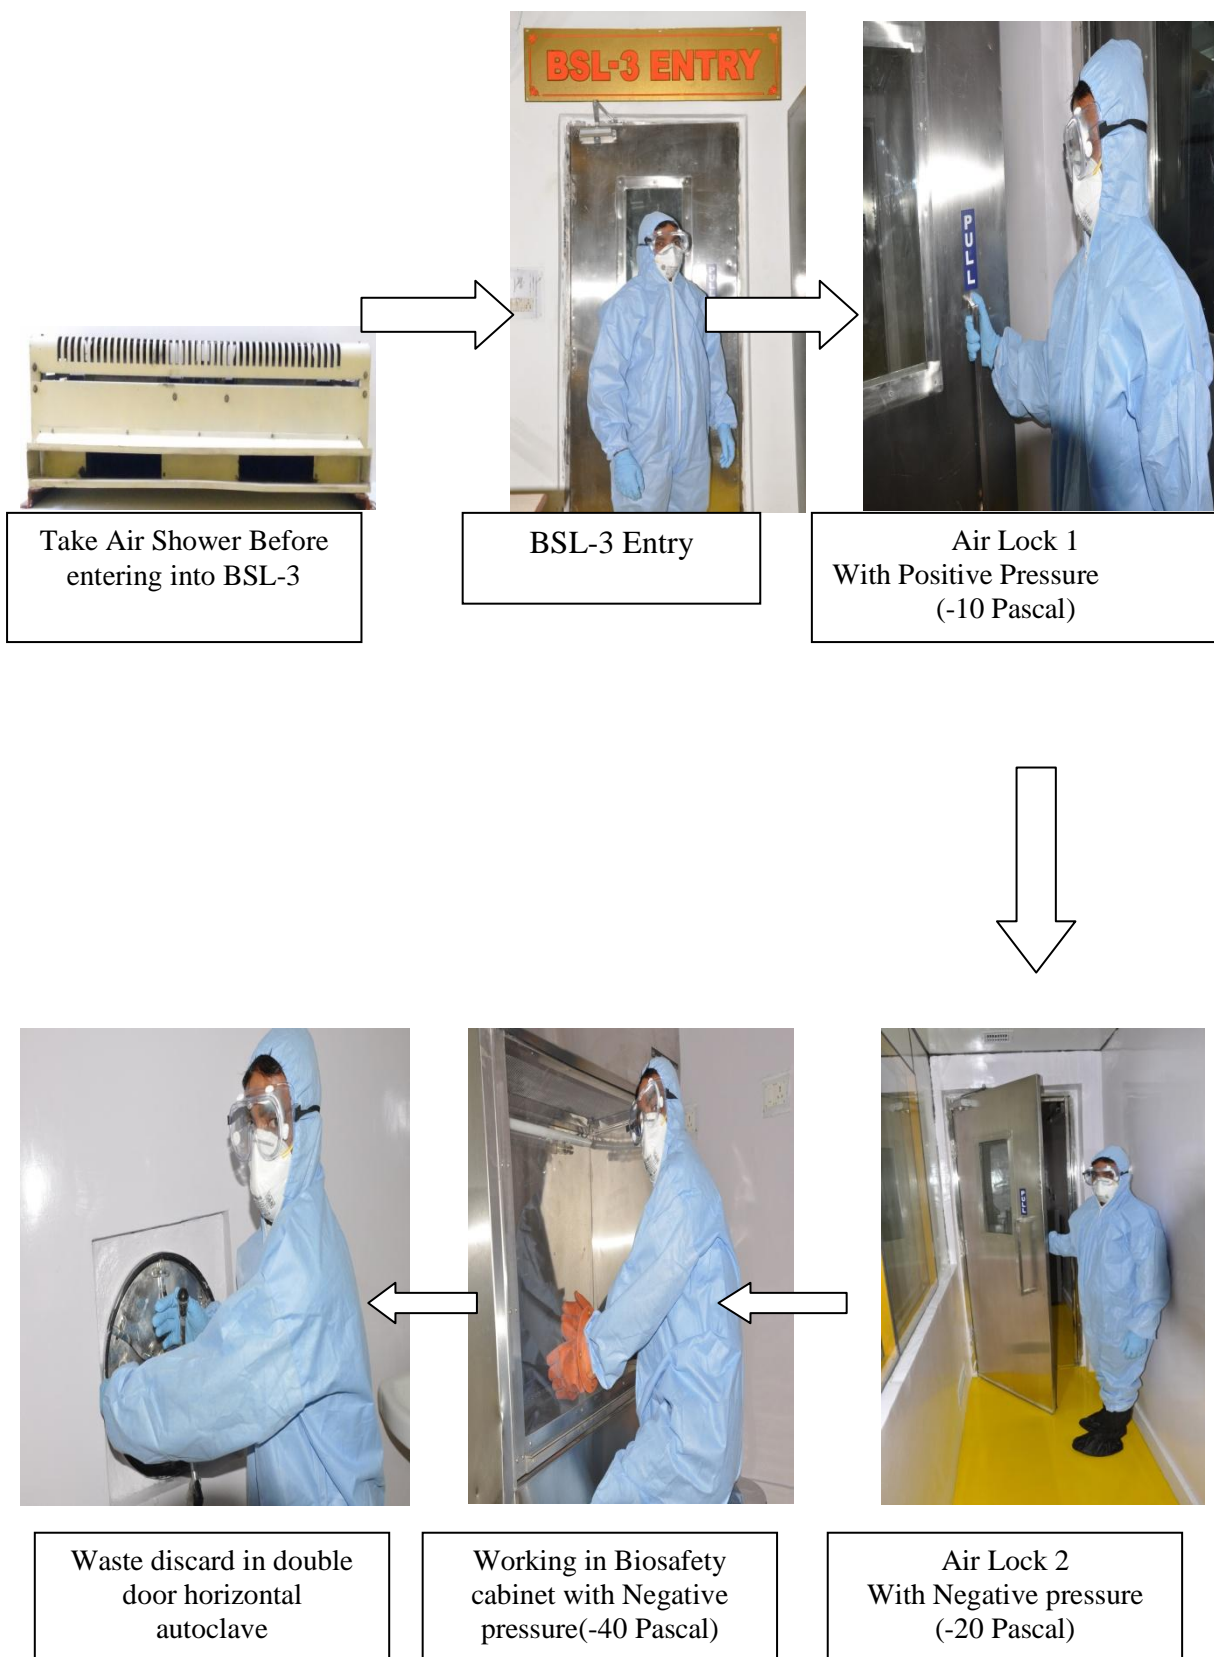 BSL-3 ENTRY
PULL
Take Air Shower Before
entering into BSL-3
BSL-3 Entry
Air Lock 1
With Positive Pressure
(-10 Pascal)
PULL
Waste discard in double
door horizontal
autoclave
Working in Biosafety
cabinet with Negative
pressure(-40 Pascal)
Air Lock 2
With Negative pressure
(-20 Pascal)